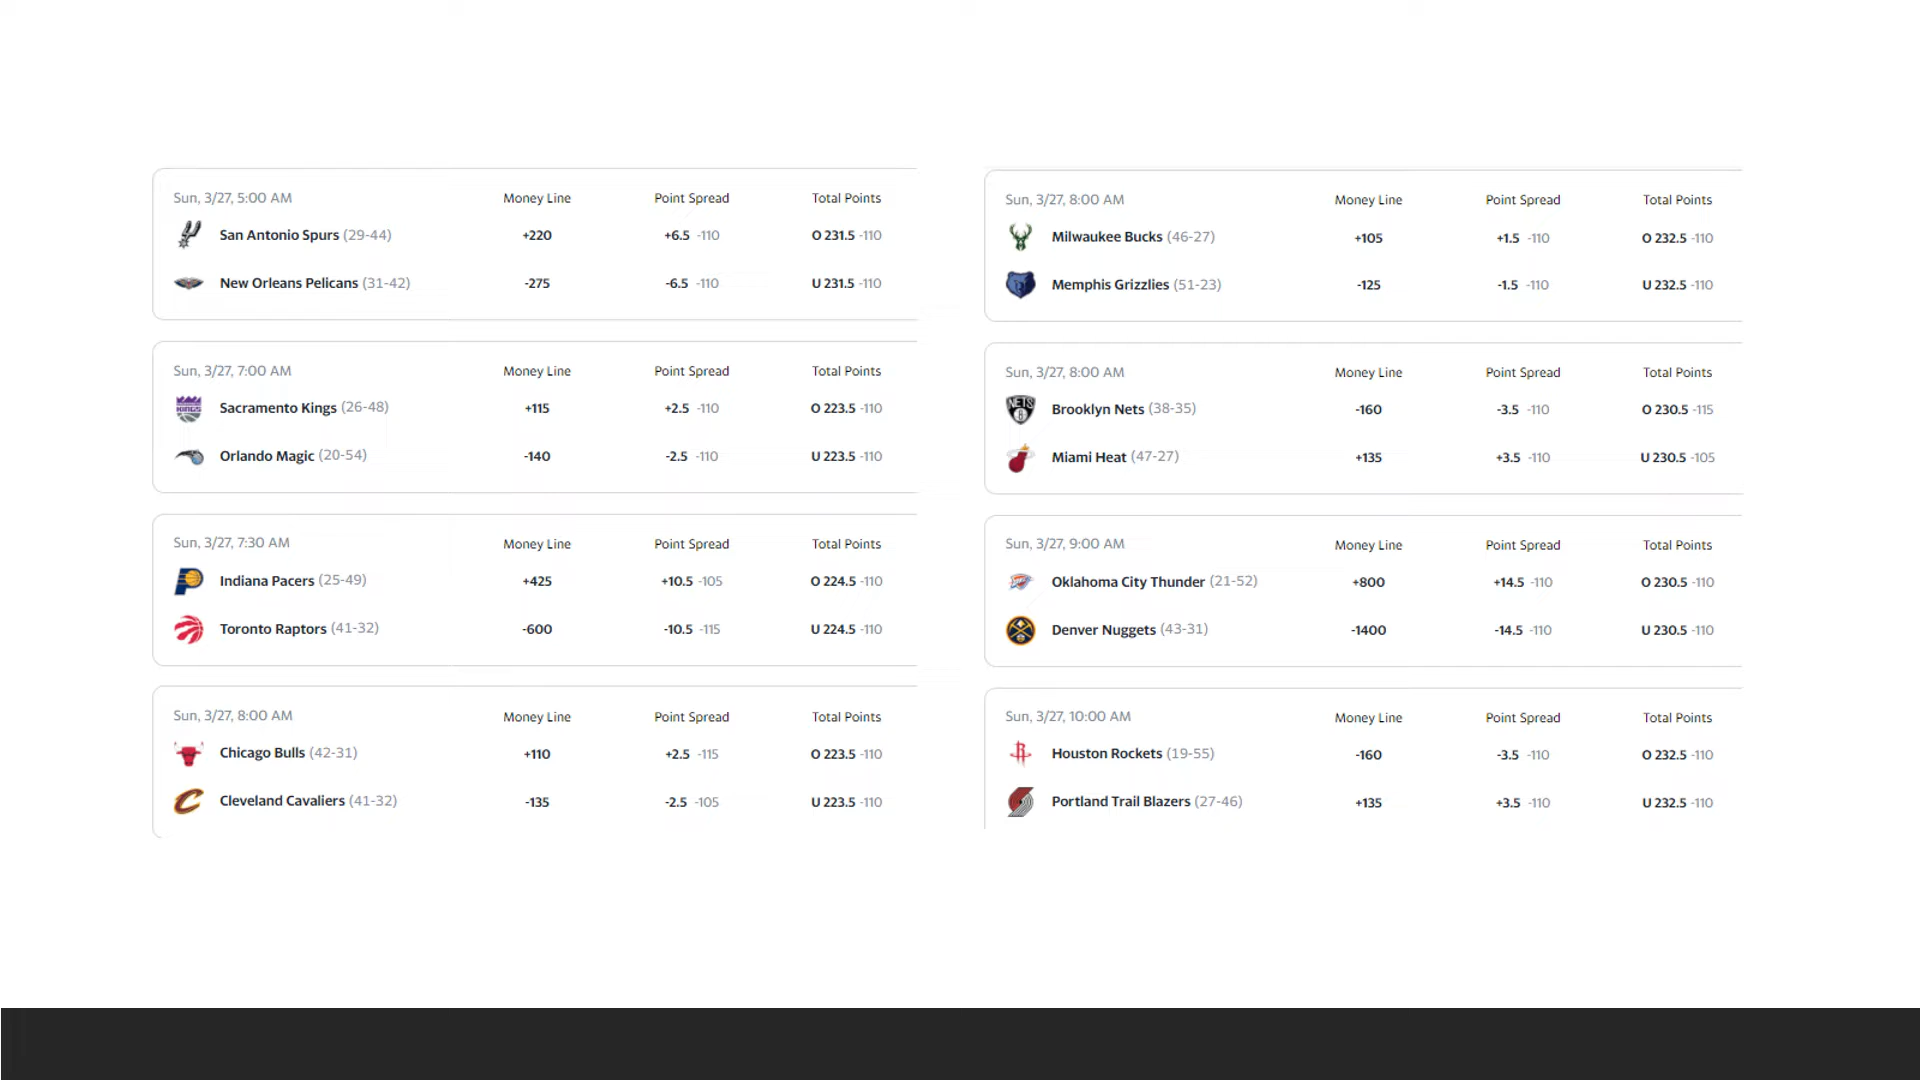 Sun, 3/27, 5:00 AM Money Line Point Spread Total Points
San Antonio Spurs (29-44) +220 +6.5 -110 O 231.5 -110
New Orleans Pelicans (31-42) -275 -6.5 -110 U 231.5 -110
Sun, 3/27, 7:00 AM Money Line Point Spread Total Points
KINGS Sacramento Kings (26-48) +115 +2.5 -110 O 223.5 -110
Orlando Magic (20-54) -140 -2.5 -110 U 223.5 -110
Sun, 3/27, 7:30 AM Money Line Point Spread Total Points
Indiana Pacers (25-49) +425 +10.5 -105 O 224.5 -110
Toronto Raptors (41-32) -600 -10.5 -115 U 224.5 -110
Sun, 3/27, 8:00 AM Money Line Point Spread Total Points
Chicago Bulls (42-31) +110 +2.5 -115 O 223.5 -110
Cleveland Cavaliers (41-32) -135 -2.5 -105 U 223.5 -110
Sun, 3/27, 8:00 AM Money Line Point Spread Total Points
Milwaukee Bucks (46-27) +105 +1.5 -110 O 232.5 -110
Memphis Grizzlies (51-23) -125 -1.5 -110 U 232.5 -110
Sun, 3/27, 8:00 AM Money Line Point Spread Total Points
NETS Brooklyn Nets (38-35) -160 -3.5 -110 O 230.5 -115
Miami Heat (47-27) +135 +3.5 -110 U 230.5 -105
Sun, 3/27, 9:00 AM Money Line Point Spread Total Points
Oklahoma City Thunder (21-52) +800 +14.5 -110 O 230.5 -110
Denver Nuggets (43-31) -1400 -14.5 -110 U 230.5 -110
Sun, 3/27, 10:00 AM Money Line Point Spread Total Points
Houston Rockets (19-55) -160 -3.5 -110 O 232.5 -110
Portland Trail Blazers (27-46) +135 +3.5 -110 U 232.5 -110